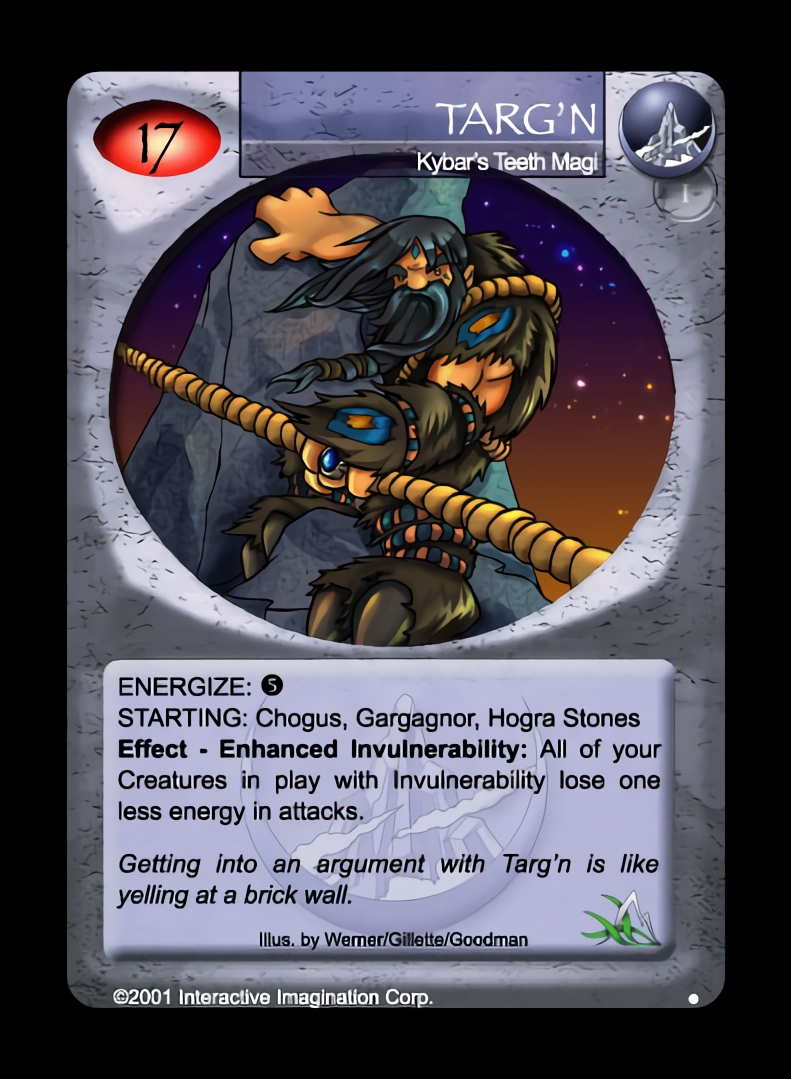 17
TARG'N
Kybar's Teeth Magi
1
ENERGIZE: 5
STARTING: Chogus, Gargagnor, Hogra Stones
Effect - Enhanced Invulnerability: All of your
Creatures in play with Invulnerability lose one
less energy in attacks.
Getting into an argument with Targ'n is like
yelling at a brick wall.
Illus. by Werner/Gillette/Goodman
©2001 Interactive Imagination Corp.